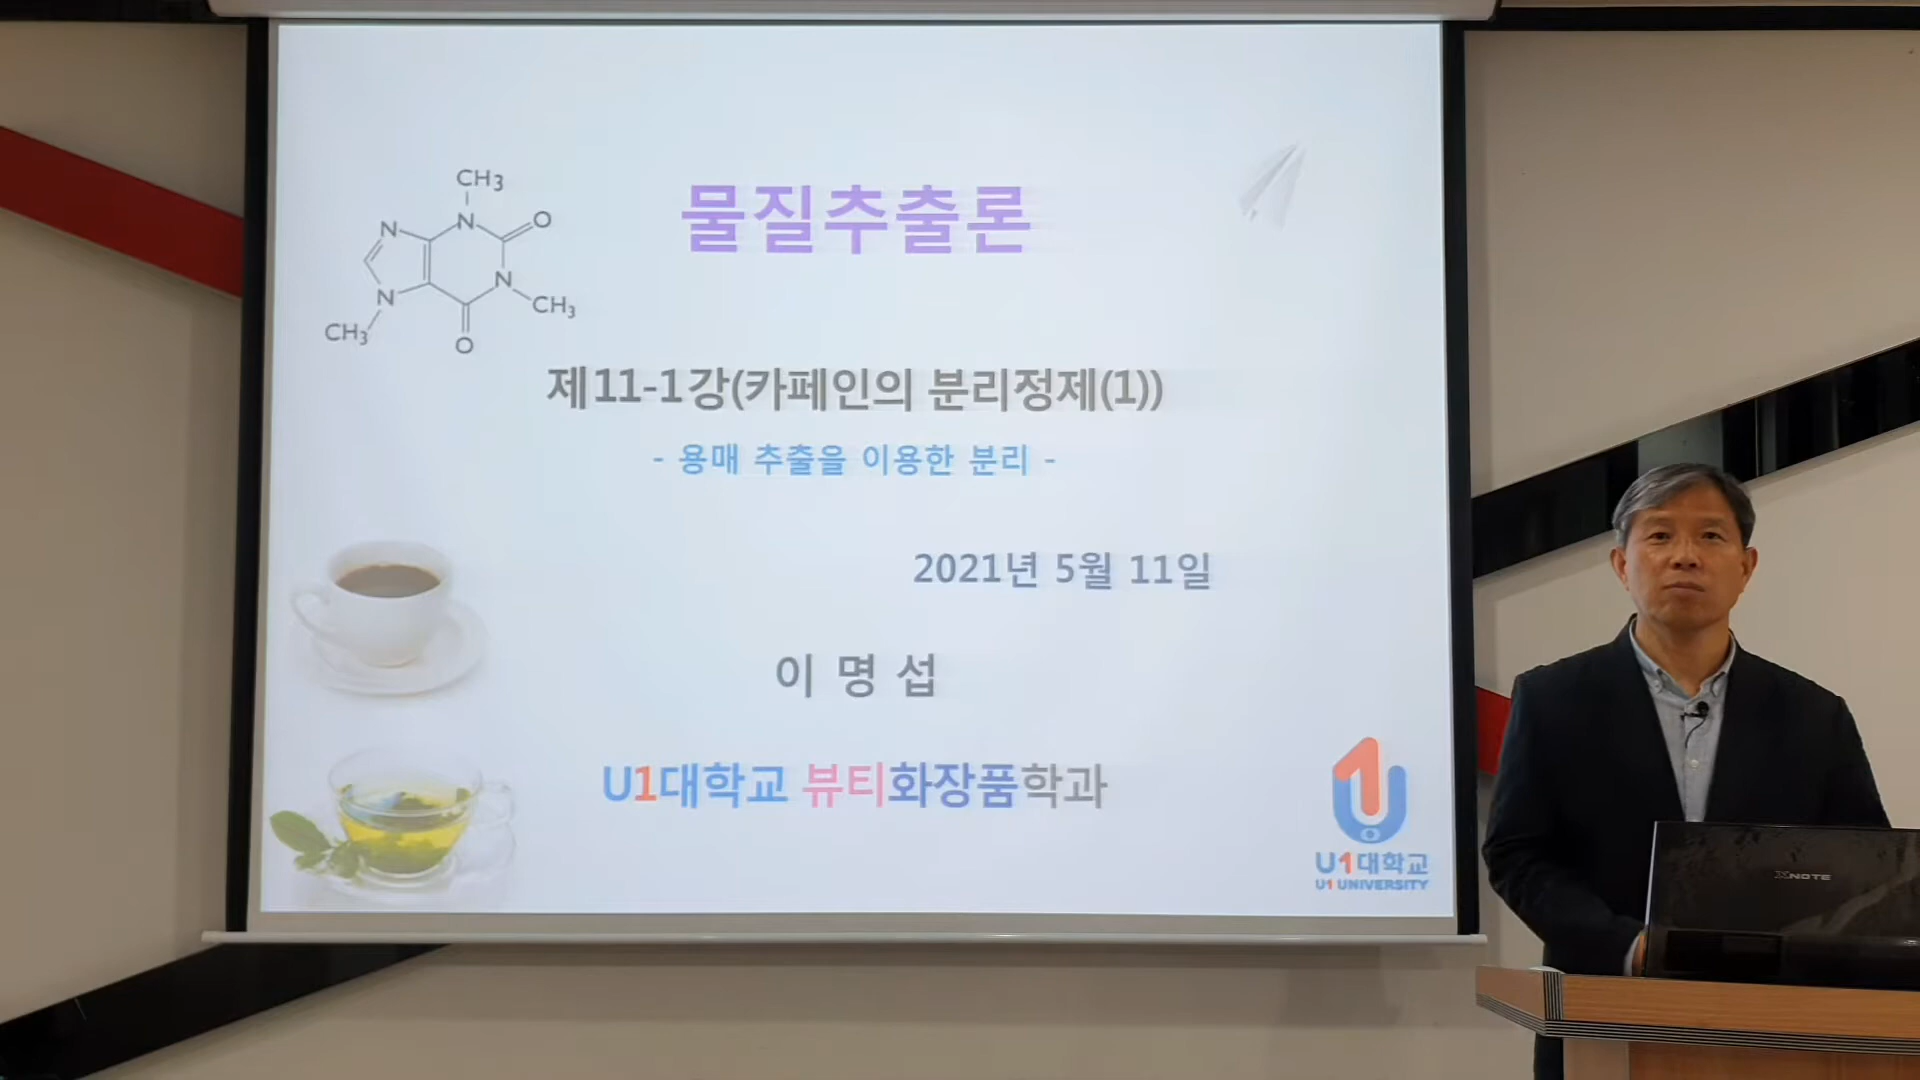 물질추출론
CH3
N
N
O
N
N
CH3
CH3
O
제11-1강(카페인의 분리정제(1))
- 용매 추출을 이용한 분리 -
2021년 5월 11일
이 명 섭
U1대학교 뷰티화장품학과
U1대학교
U1 UNIVERSITY
XNOTE